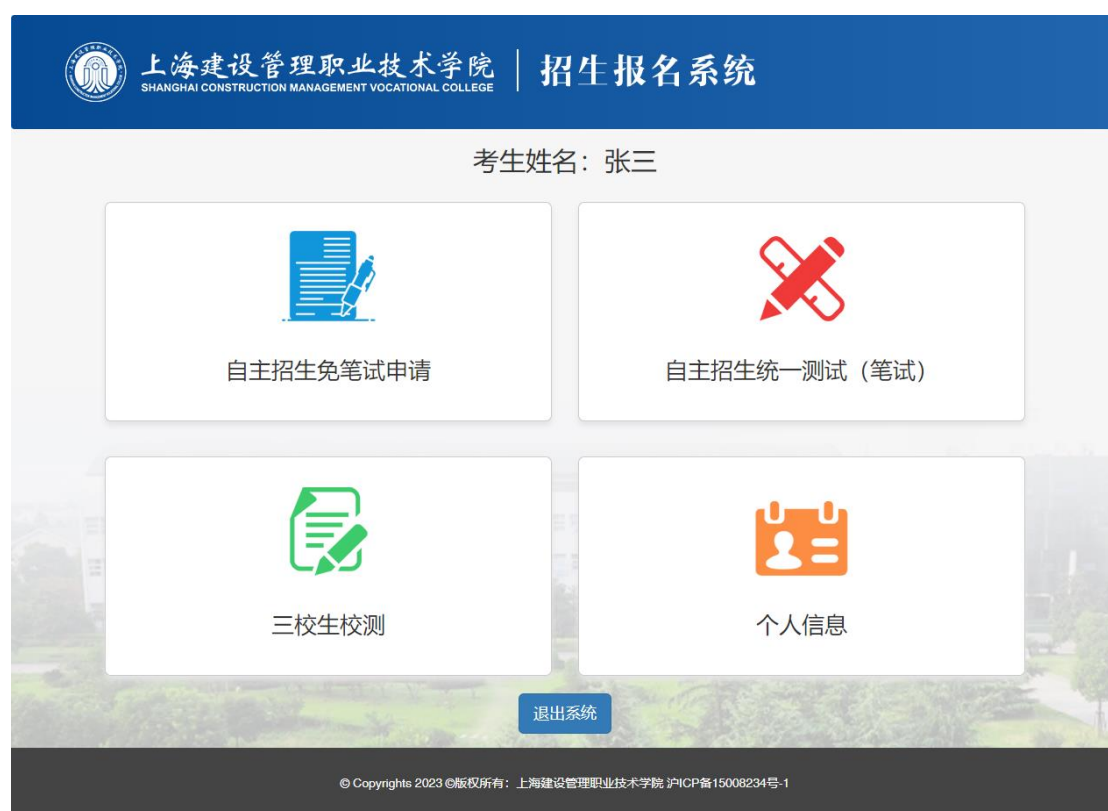 上海建设管理职业技术学院
SHANGHAI CONSTRUCTION MANAGEMENT VOCATIONAL COLLEGE
招生报名系统
考生姓名：张三
自主招生免笔试申请
自主招生统一测试（笔试）
三校生校测
个人信息
退出系统
© Copyrights 2023 ©版权所有：上海建设管理职业技术学院 沪ICP备15008234号-1